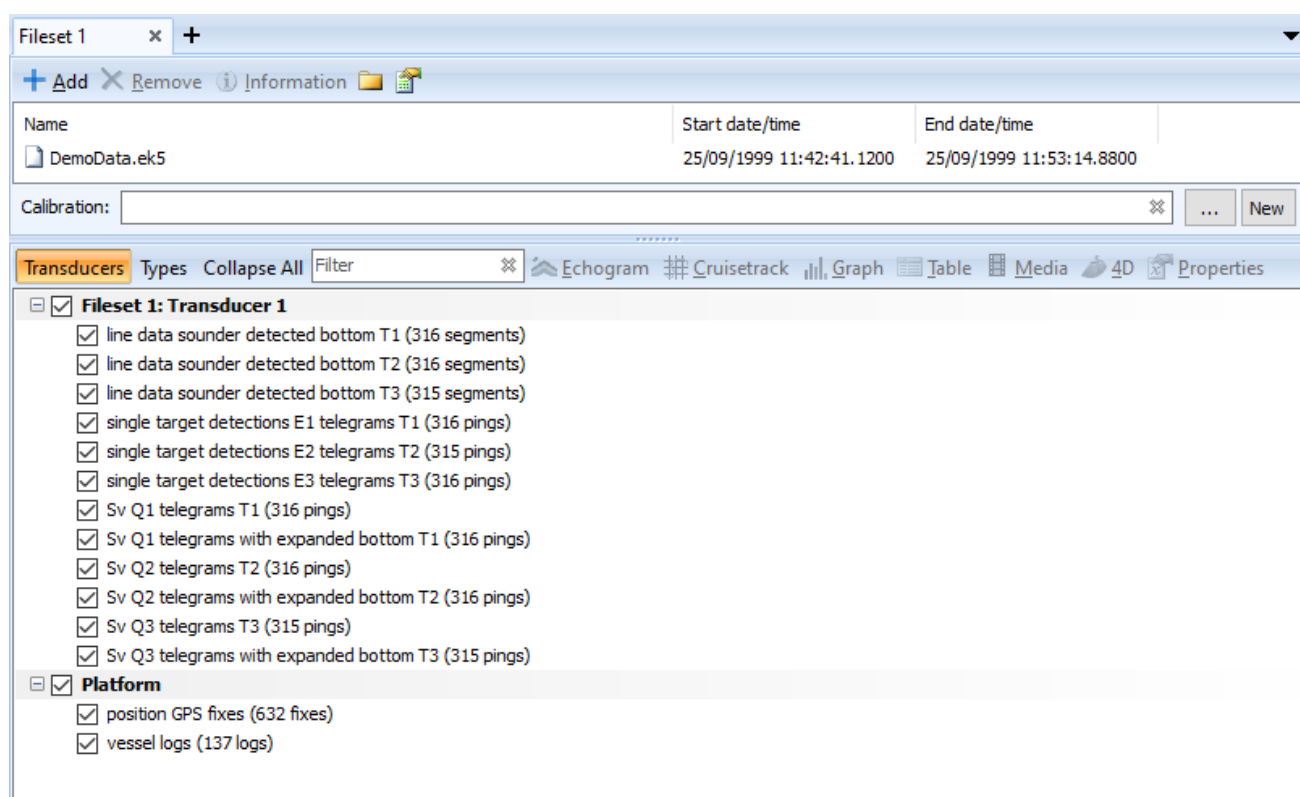 Fileset 1
Add Remove Information
Name Start date/time End date/time
DemoData.ek5 25/09/1999 11:42:41.1200 25/09/1999 11:53:14.8800
Calibration: ... New
Transducers Types Collapse All Filter Echogram Cruisetrack Graph Table Media 4D Properties
Fileset 1: Transducer 1
line data sounder detected bottom T1 (316 segments)
line data sounder detected bottom T2 (316 segments)
line data sounder detected bottom T3 (315 segments)
single target detections E1 telegrams T1 (316 pings)
single target detections E2 telegrams T2 (315 pings)
single target detections E3 telegrams T3 (316 pings)
Sv Q1 telegrams T1 (316 pings)
Sv Q1 telegrams with expanded bottom T1 (316 pings)
Sv Q2 telegrams T2 (316 pings)
Sv Q2 telegrams with expanded bottom T2 (316 pings)
Sv Q3 telegrams T3 (315 pings)
Sv Q3 telegrams with expanded bottom T3 (315 pings)
Platform
position GPS fixes (632 fixes)
vessel logs (137 logs)